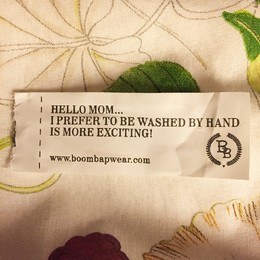 HELLO MOM...
I PREFER TO BE WASHED BY HAND
IS MORE EXCITING!
BB
www.boombapwear.com